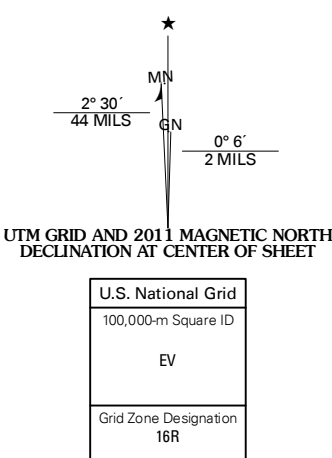 MN
2° 30´
44 MILS
GN
0° 6´
2 MILS
UTM GRID AND 2011 MAGNETIC NORTH
DECLINATION AT CENTER OF SHEET
U.S. National Grid
100,000-m Square ID
EV
Grid Zone Designation
16R